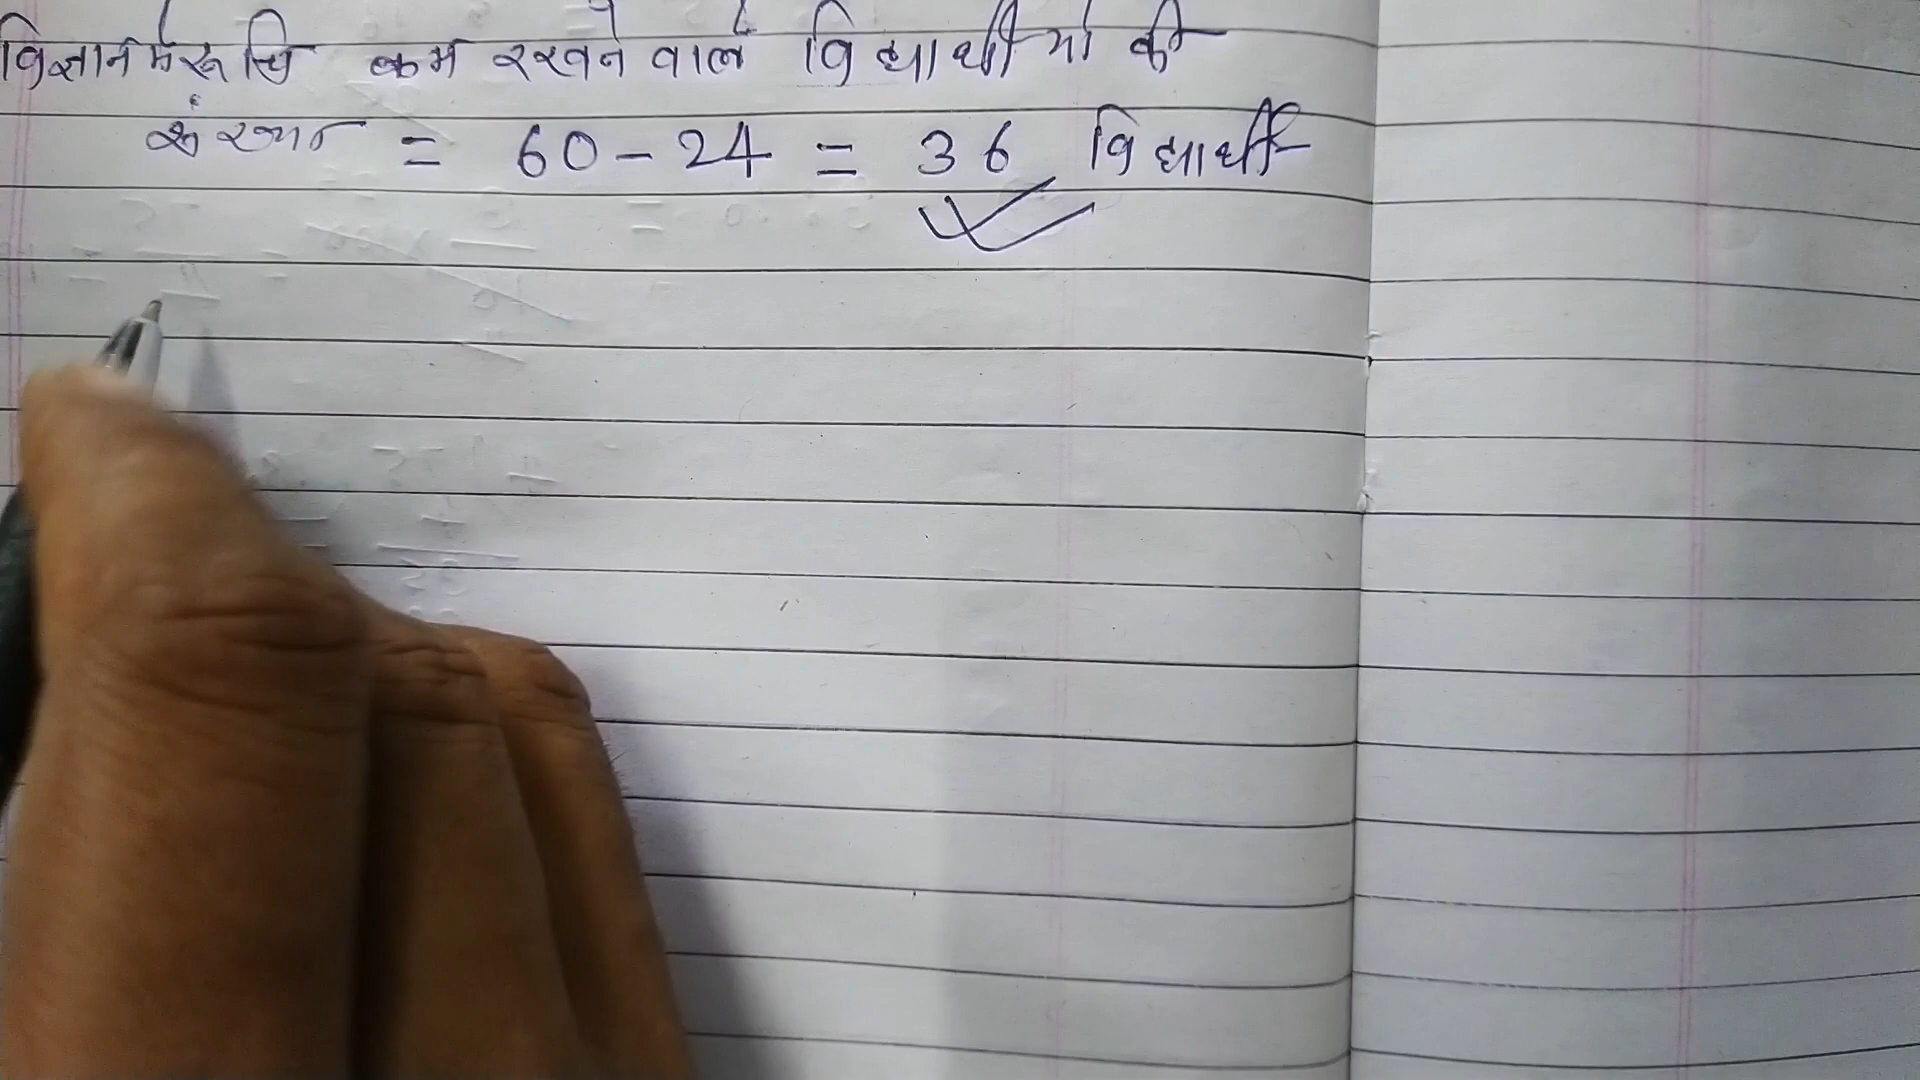 विज्ञान में रूचि कम रखने वाले विद्यार्थीयों की
संख्या = 60 - 24 = 36 विद्यार्थी